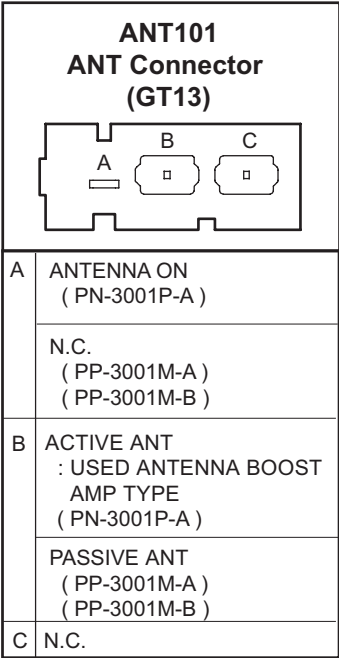 ANT101
ANT Connector
(GT13)
A
B
C
A
ANTENNA ON
( PN-3001P-A )
N.C.
( PP-3001M-A )
( PP-3001M-B )
B
ACTIVE ANT
: USED ANTENNA BOOST
AMP TYPE
( PN-3001P-A )
PASSIVE ANT
( PP-3001M-A )
( PP-3001M-B )
C
N.C.